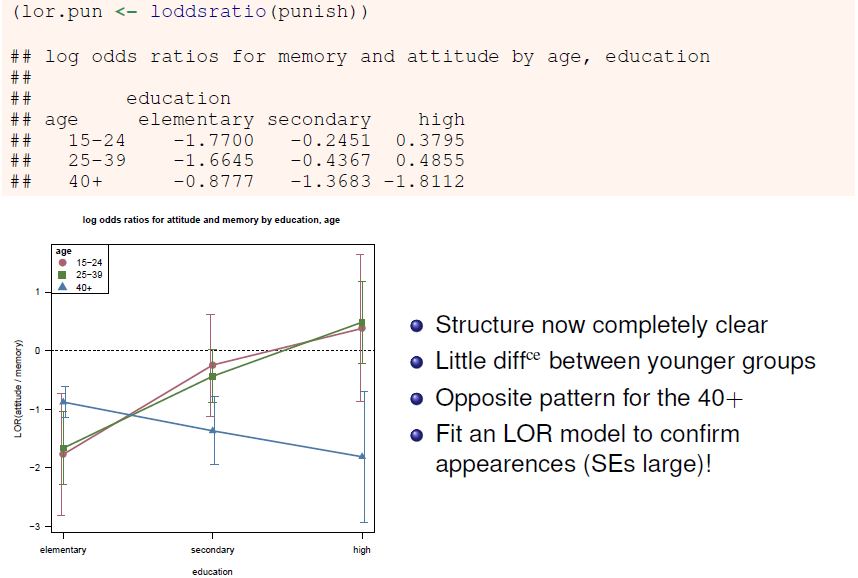 (lor.pun <- loddsratio(punish))
## log odds ratios for memory and attitude by age, education
##
##          education
## age      elementary secondary    high
##   15-24     -1.7700   -0.2451  0.3795
##   25-39     -1.6645   -0.4367  0.4855
##   40+       -0.8777   -1.3683 -1.8112
log odds ratios for attitude and memory by education, age
age
15-24
25-39
40+
LOR(attitude / memory)
1
0
-1
-2
-3
elementary secondary high
education
Structure now completely clear
Little diffce between younger groups
Opposite pattern for the 40+
Fit an LOR model to confirm
appearences (SEs large)!